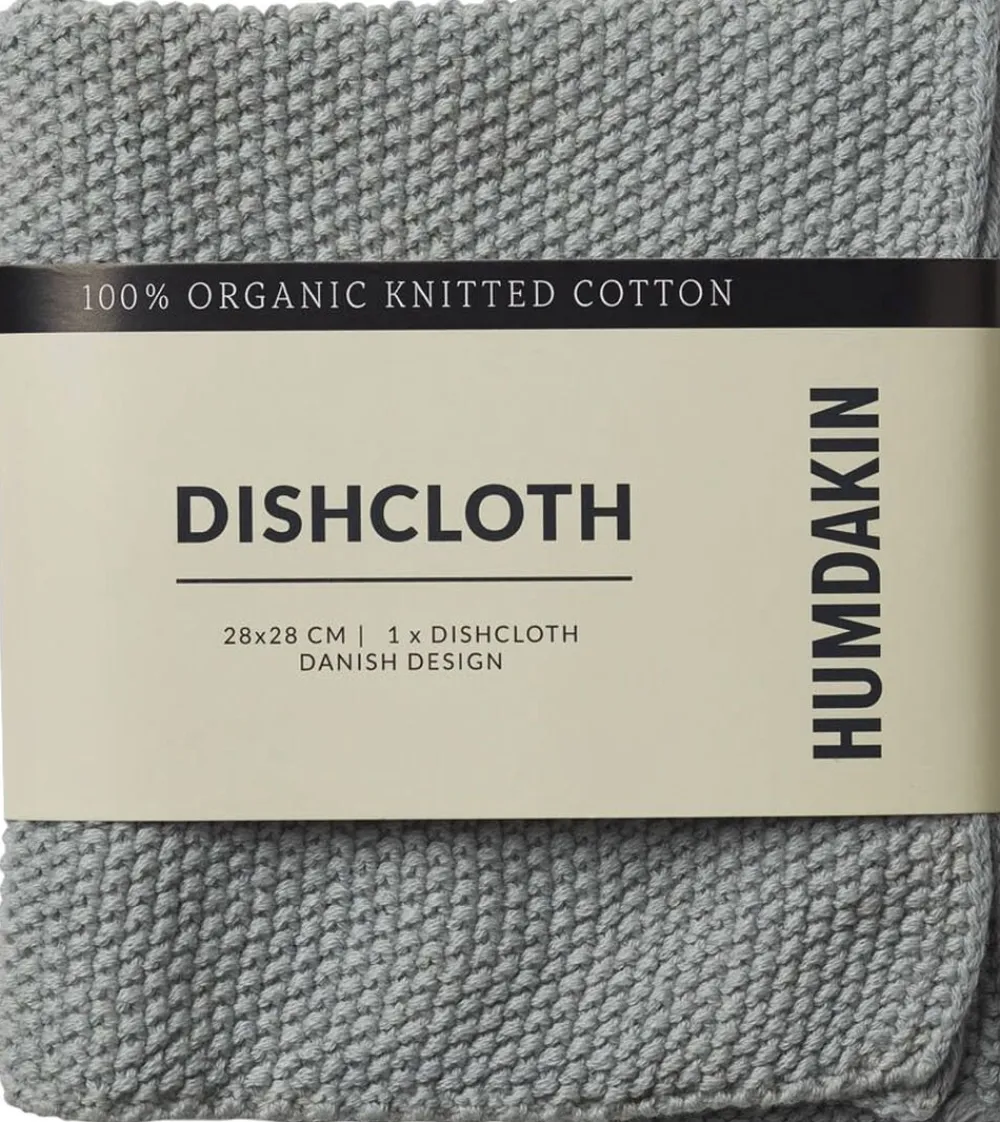 100% ORGANIC KNITTED COTTON
DISHCLOTH
28x28 CM | 1 x DISHCLOTH
DANISH DESIGN
HUMDAKIN